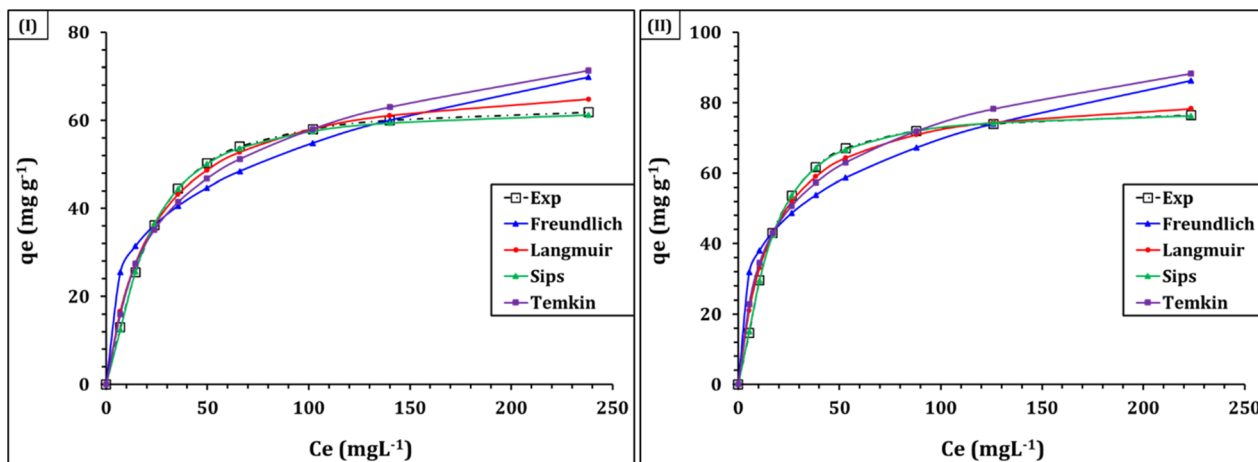 (I)
80
60
40
20
0
qe (mg g⁻¹)
0 50 100 150 200 250
Ce (mgL⁻¹)
Exp
Freundlich
Langmuir
Sips
Temkin
(II)
100
80
60
40
20
0
qe (mg g⁻¹)
0 50 100 150 200 250
Ce (mgL⁻¹)
Exp
Freundlich
Langmuir
Sips
Temkin